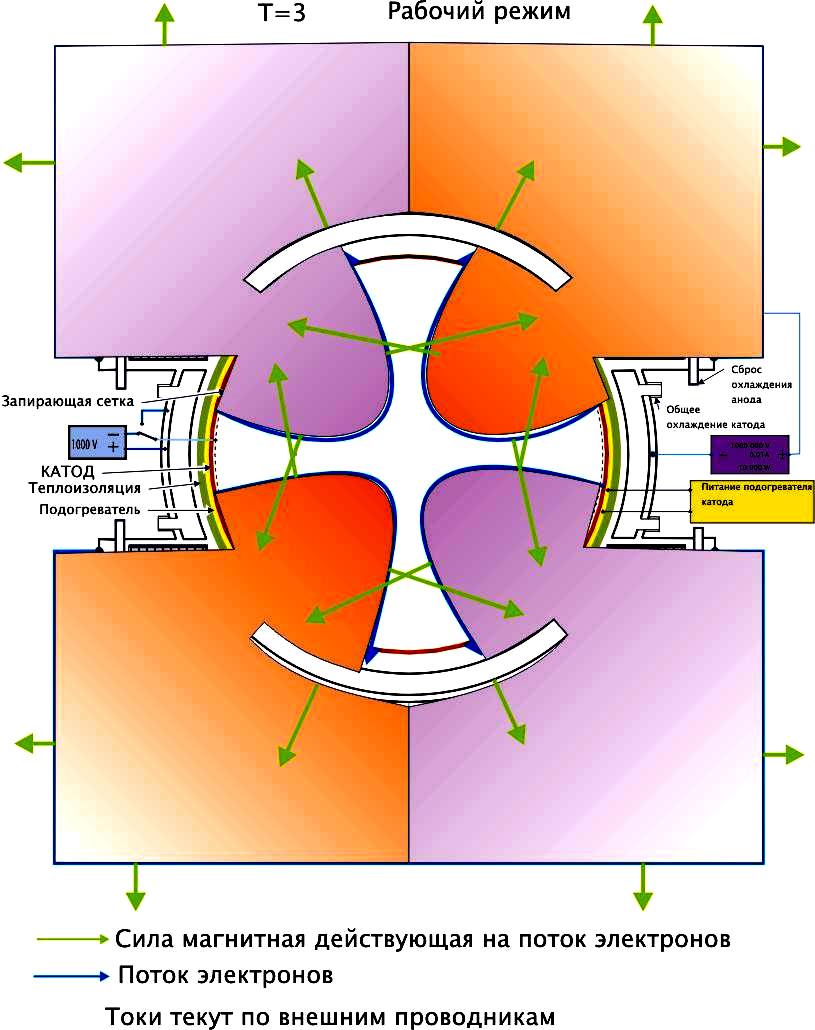 T=3
Рабочий режим
Запирающая сетка
1000 V
КАТОД
Теплоизоляция
Подогреватель
Сброс
охлаждения
анода
Общее
охлаждение катода
1000 000 V
0.01A
10 000 W
Питание подогревателя
катода
Сила магнитная действующая на поток электронов
Поток электронов
Токи текут по внешним проводникам